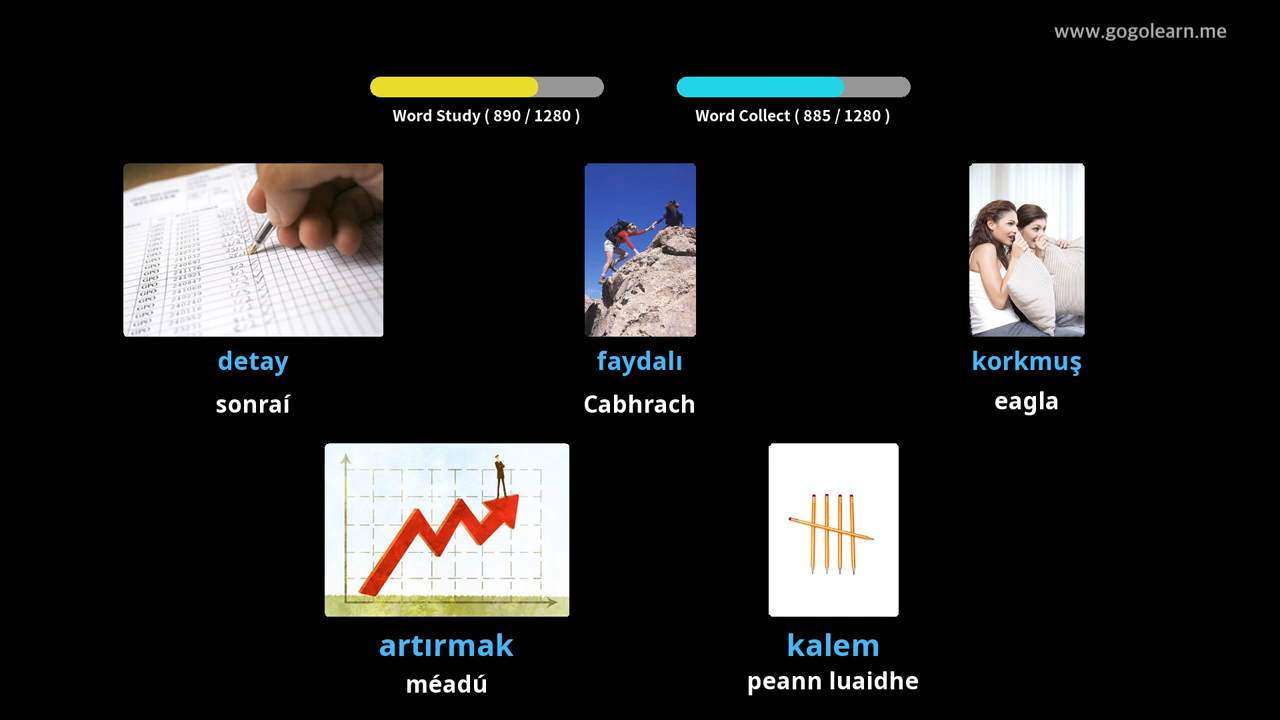 www.gogolearn.me
Word Study ( 890 / 1280 )
Word Collect ( 885 / 1280 )
detay
sonraí
faydalı
Cabhrach
korkmuş
eagla
artırmak
méadú
kalem
peann luaidhe